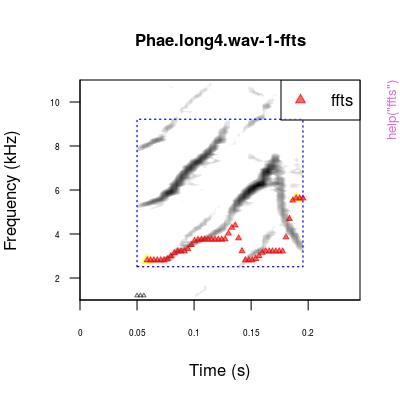 Phae.long4.wav-1-ffts
ffts
help("ffts")
Frequency (kHz)
10
8
6
4
2
0
0.05
0.1
0.15
0.2
Time (s)